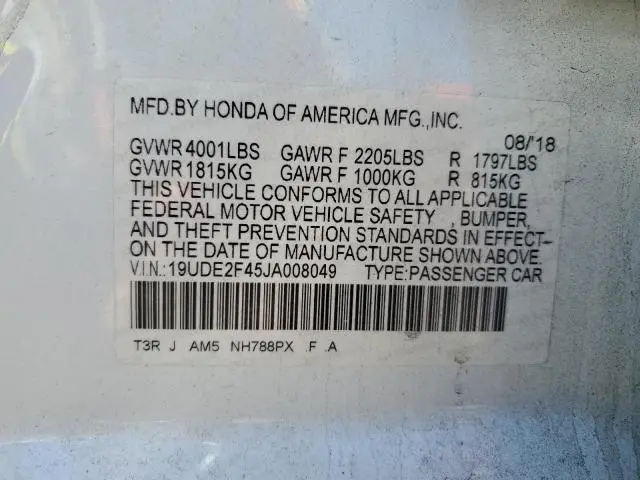 MFD.BY HONDA OF AMERICA MFG.,INC.
08/'18
GVWR 4001LBS GAWR F 2205LBS R 1797LBS
GVWR 1815KG GAWR F 1000KG R 815KG
THIS VEHICLE CONFORMS TO ALL APPLICABLE
FEDERAL MOTOR VEHICLE SAFETY , BUMPER,
AND THEFT PREVENTION STANDARDS IN EFFECT
ON THE DATE OF MANUFACTURE SHOWN ABOVE.
V.I.N.:19UDE2F45JA008049 TYPE:PASSENGER CAR
T3R J AM5 NH788PX .F .A